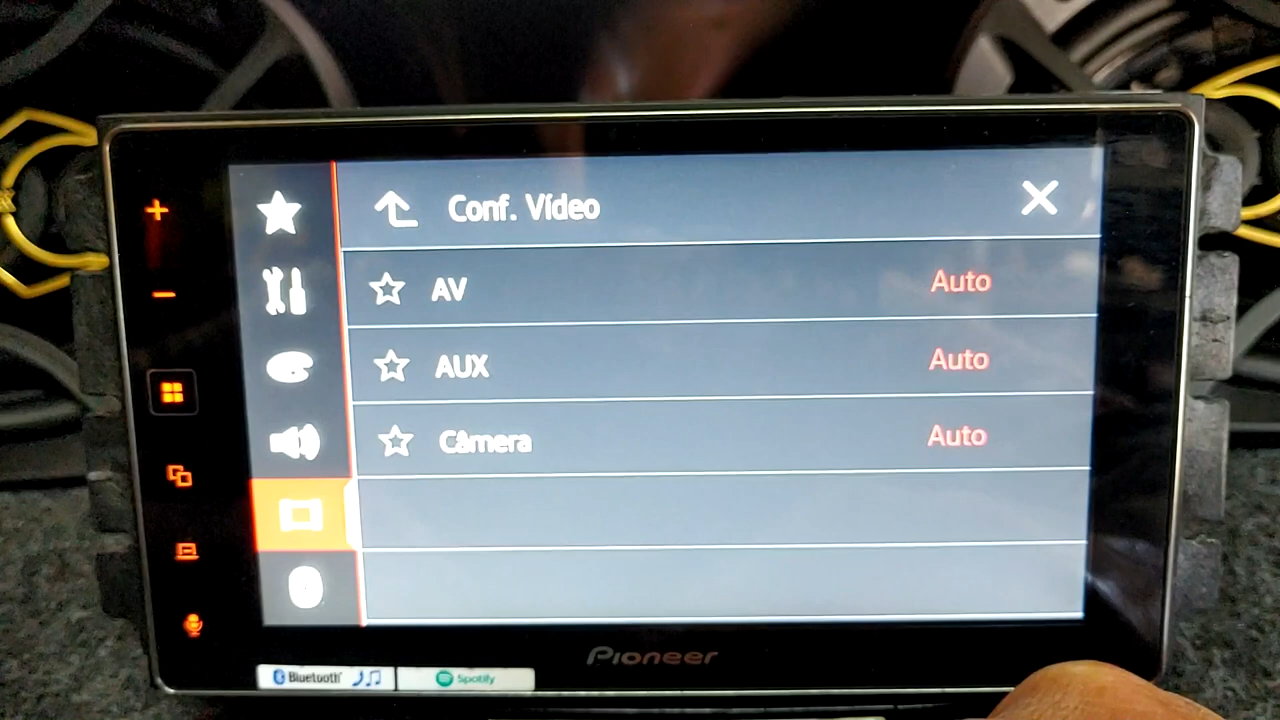 Conf. Vídeo
AV Auto
AUX Auto
Câmera Auto
Pioneer
Bluetooth Spotify